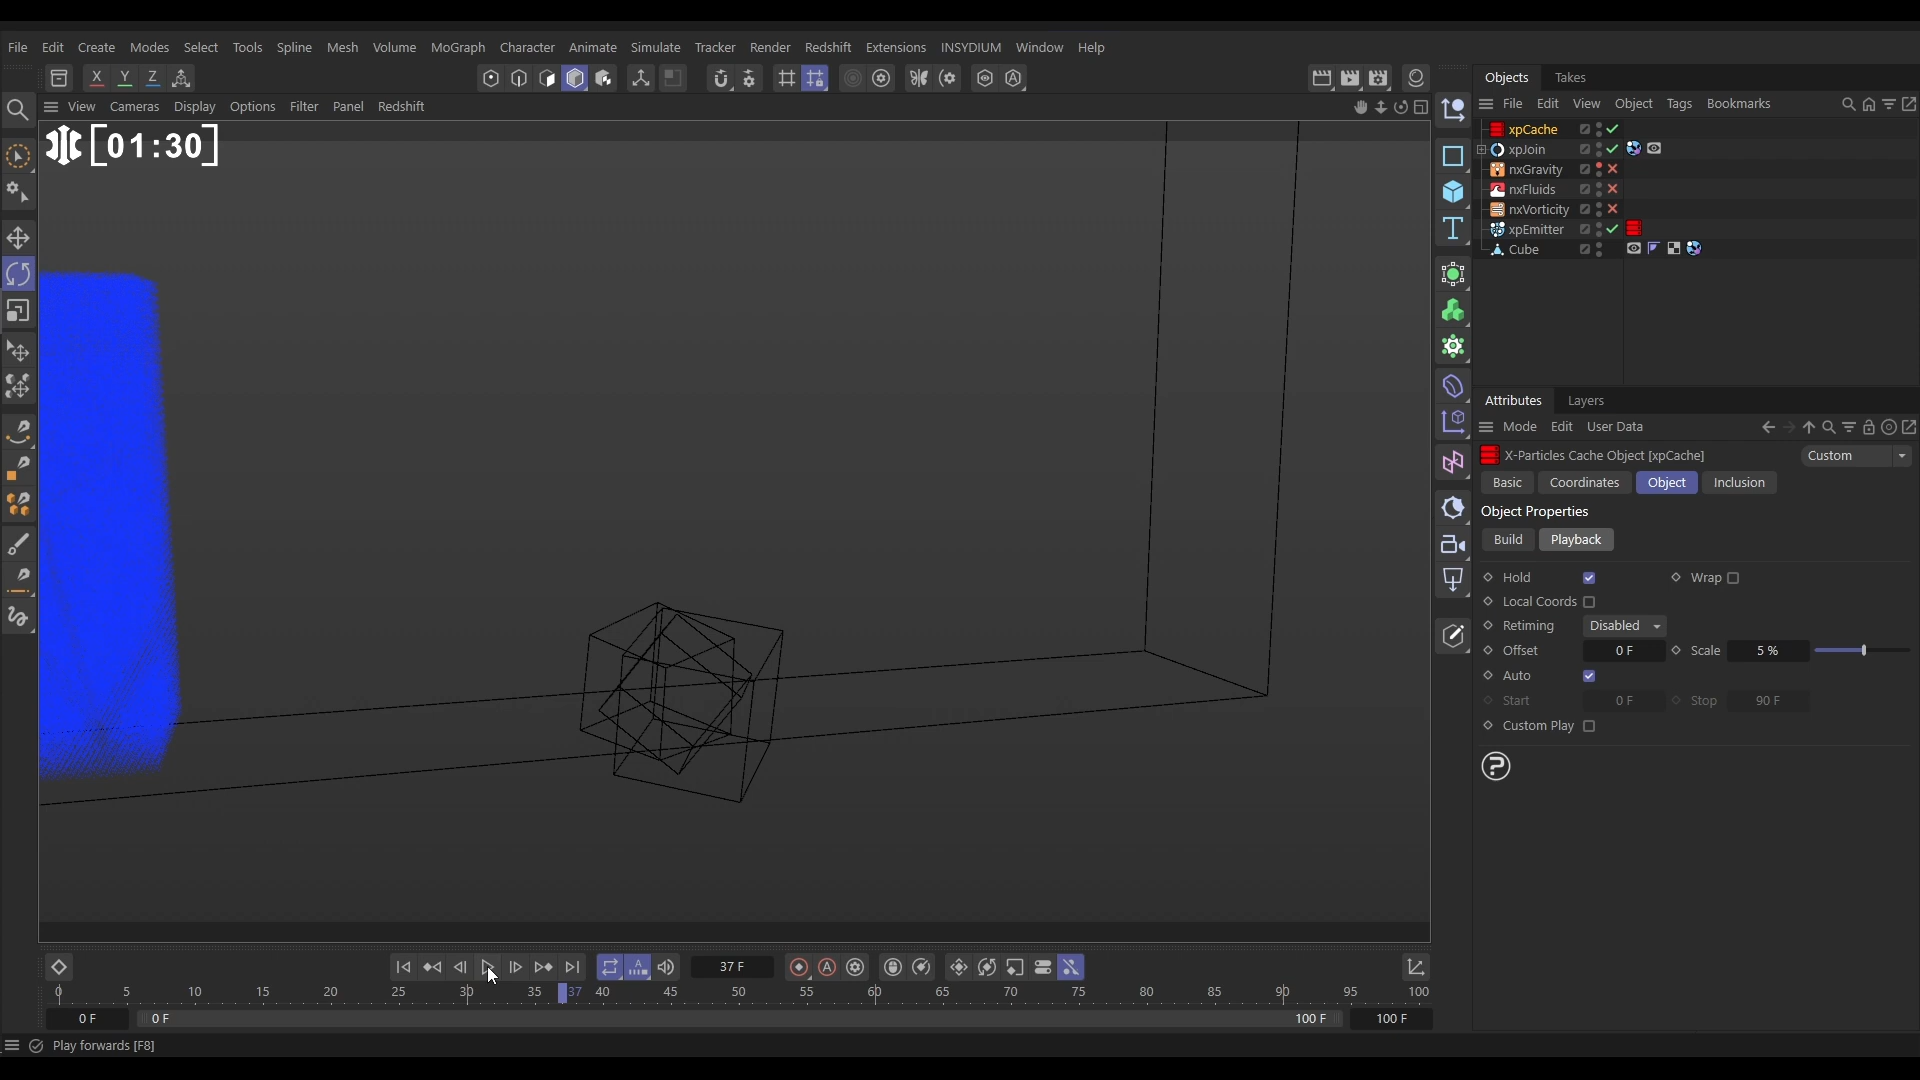 File Edit Create Modes Select Tools Spline Mesh Volume MoGraph Character Animate Simulate Tracker Render Redshift Extensions INSYDIUM Window Help
X Y Z
Objects Takes
View Cameras Display Options Filter Panel Redshift
File Edit View Object Tags Bookmarks
[01:30]
xpCache
xpJoin
nxGravity
nxFluids
nxVorticity
xpEmitter
Cube
Attributes Layers
Mode Edit User Data
X-Particles Cache Object [xpCache] Custom
Basic Coordinates Object Inclusion
Object Properties
Build Playback
Hold Wrap
Local Coords
Retiming Disabled
Offset 0 F Scale 5 %
Auto
Start 0 F Stop 90 F
Custom Play
37 F
0 5 10 15 20 25 30 35 37 40 45 50 55 60 65 70 75 80 85 90 95 100
0 F 0 F 100 F 100 F
Play forwards [F8]